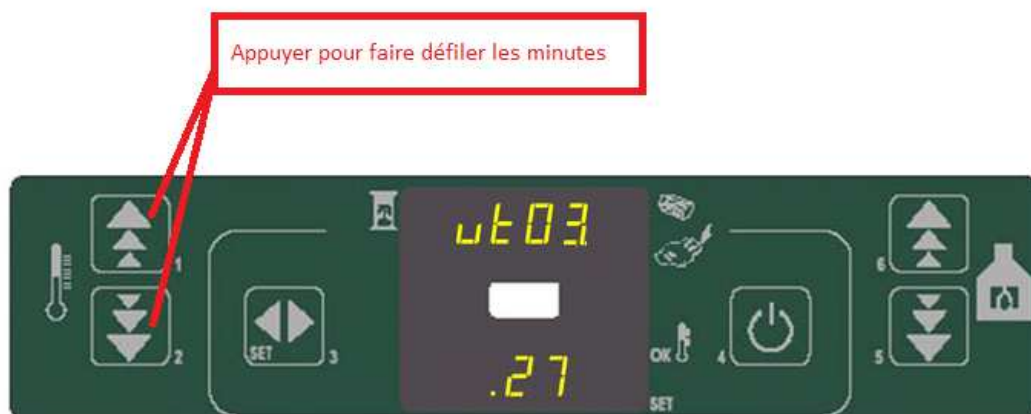 Appuyer pour faire défiler les minutes
ut03.
1
6
SET 3
4
2
OK
5
.27
SET